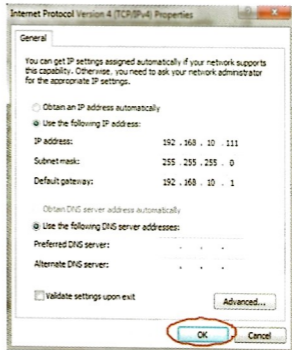 Internet Protocol Version 4 (TCP/IPv4) Properties
General
You can get IP settings assigned automatically if your network supports
this capability. Otherwise, you need to ask your network administrator
for the appropriate IP settings.
Obtain an IP address automatically
Use the following IP address:
IP address: 192 . 168 . 10 . 111
Subnet mask: 255 . 255 . 255 . 0
Default gateway: 192 . 168 . 10 . 1
Obtain DNS server address automatically
Use the following DNS server addresses:
Preferred DNS server: . . .
Alternate DNS server: . . .
Validate settings upon exit
Advanced...
OK
Cancel